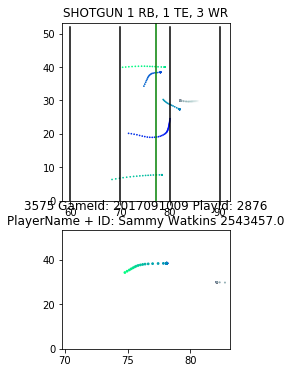 SHOTGUN 1 RB, 1 TE, 3 WR
50
40
30
20
10
0
60 70 80 90
3575 GameId: 2017091009 PlayId: 2876
PlayerName + ID: Sammy Watkins 2543457.0
40
20
0
70 75 80